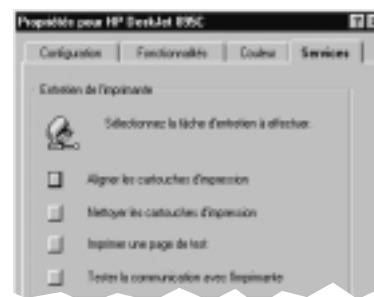 Propriétés pour HP DeskJet 895C
Configuration Fonctionnalités Couleur Services
Entretien de l'imprimante
Sélectionnez la tâche d'entretien à effectuer.
Aligner les cartouches d'impression
Nettoyer les cartouches d'impression
Imprimer une page de test
Tester la communication avec l'imprimante